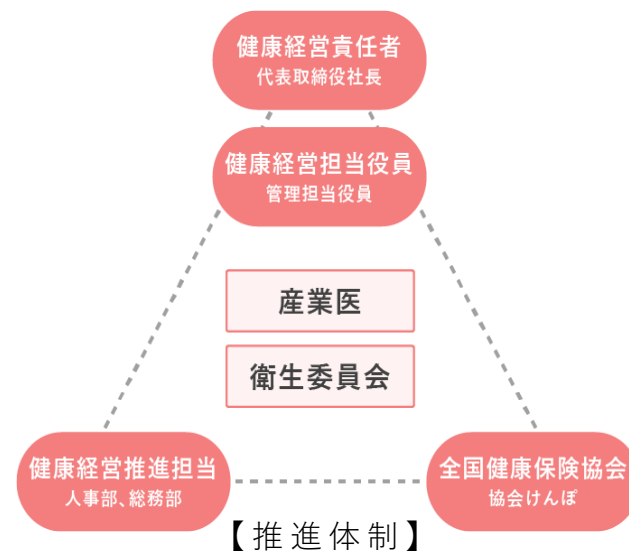 健康経営責任者
代表取締役社長
健康経営担当役員
管理担当役員
産業医
衛生委員会
健康経営推進担当
人事部、総務部
全国健康保険協会
協会けんぽ
【推進体制】